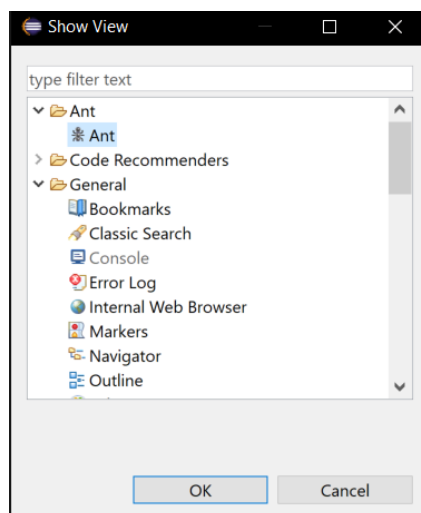 Show View
type filter text
Ant
Ant
Code Recommenders
General
Bookmarks
Classic Search
Console
Error Log
Internal Web Browser
Markers
Navigator
Outline
OK Cancel